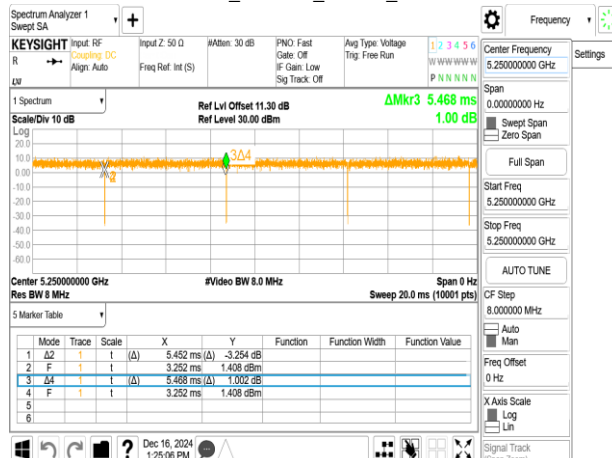 Spectrum Analyzer 1
Swept SA
Frequency
KEYSIGHT
R
Input: RF
Coupling: DC
Align: Auto
Input Z: 50 Ω
Freq Ref: Int (S)
#Atten: 30 dB
PNO: Fast
Gate: Off
IF Gain: Low
Sig Track: Off
Avg Type: Voltage
Trig: Free Run
1 2 3 4 5 6
W W W W W W
P N N N N N
Settings
Center Frequency
5.250000000 GHz
Span
0.00000000 Hz
Swept Span
Zero Span
Full Span
Start Freq
5.250000000 GHz
Stop Freq
5.250000000 GHz
AUTO TUNE
CF Step
8.000000 MHz
Auto
Man
Freq Offset
0 Hz
X Axis Scale
Log
Lin
Signal Track
1 Spectrum
Scale/Div 10 dB
Log
Ref Lvl Offset 11.30 dB
Ref Level 30.00 dBm
ΔMkr3 5.468 ms
1.00 dB
20.0
10.0
0.00
-10.0
-20.0
-30.0
-40.0
-50.0
-60.0
3Δ4
Center 5.250000000 GHz
Res BW 8 MHz
#Video BW 8.0 MHz
Span 0 Hz
Sweep 20.0 ms (10001 pts)
5 Marker Table
Mode Trace Scale X Y Function Function Width Function Value
1 Δ2 1 t (Δ) 5.452 ms (Δ) -3.254 dB
2 F 1 t 3.252 ms 1.408 dBm
3 Δ4 1 t (Δ) 5.468 ms (Δ) 1.002 dB
4 F 1 t 3.252 ms 1.408 dBm
5
6
?
Dec 16, 2024
1:25:06 PM